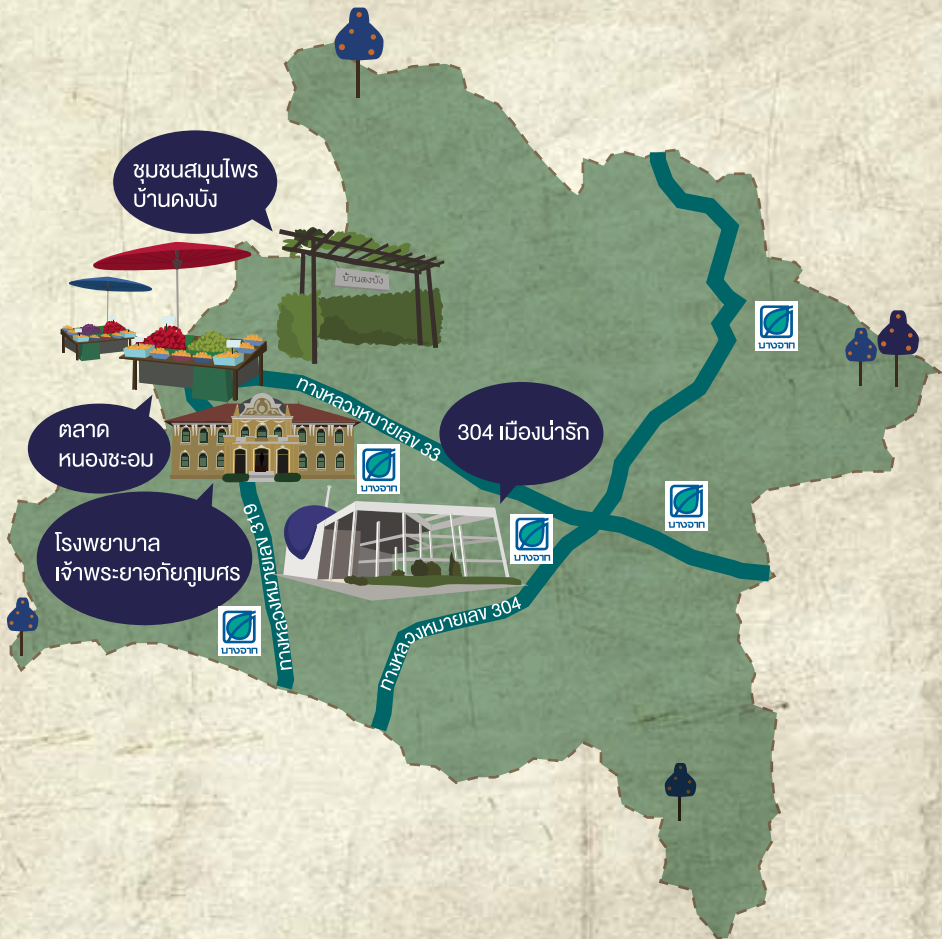 ชุมชนสมุนไพร
บ้านดงบัง
บ้านดงบัง
บางจาก
ทางหลวงหมายเลข 33
304 เมืองน่ารัก
ตลาด
หนองชะอม
บางจาก
บางจาก
บางจาก
โรงพยาบาล
เจ้าพระยาอภัยภูเบศร
ทางหลวงหมายเลข 319
ทางหลวงหมายเลข 304
บางจาก